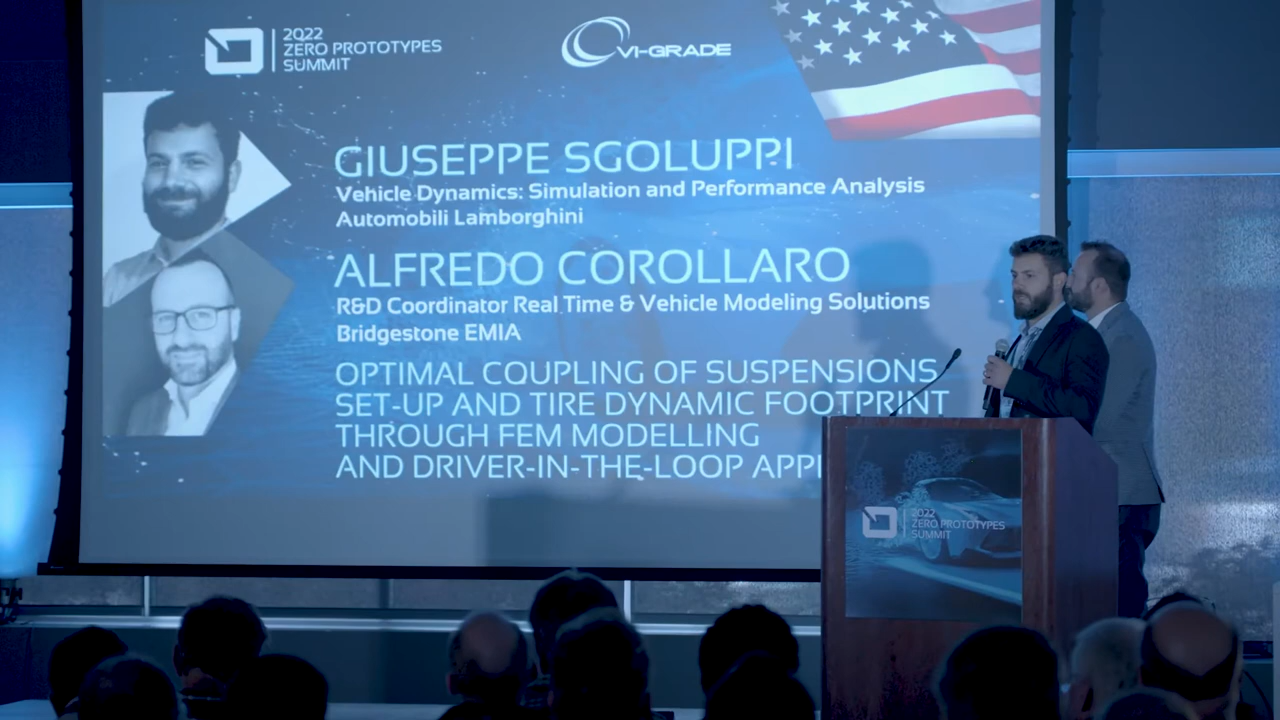 2022
ZERO PROTOTYPES
SUMMIT
VI-GRADE
GIUSEPPE SGOLUPPI
Vehicle Dynamics: Simulation and Performance Analysis
Automobili Lamborghini
ALFREDO COROLLARO
R&D Coordinator Real Time & Vehicle Modeling Solutions
Bridgestone EMIA
OPTIMAL COUPLING OF SUSPENSIONS
SET-UP AND TIRE DYNAMIC FOOTPRINT
THROUGH FEM MODELLING
AND DRIVER-IN-THE-LOOP
2022
ZERO PROTOTYPES
SUMMIT